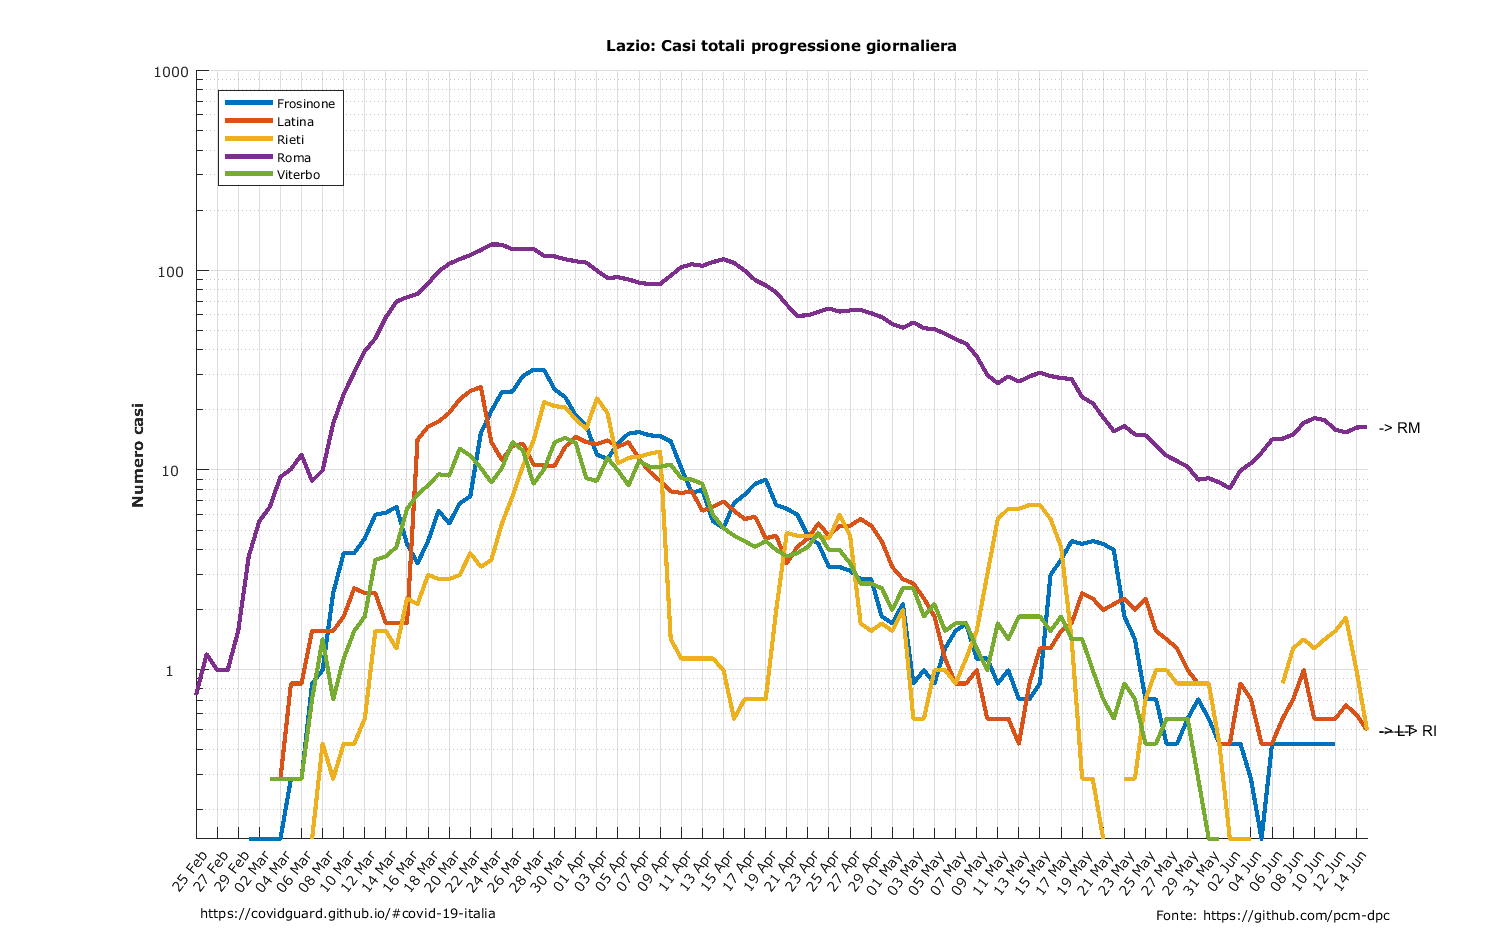 Lazio: Casi totali progressione giornaliera
1000
100
10
1
Numero casi
Frosinone
Latina
Rieti
Roma
Viterbo
-> RM
-> LT
-> RI
25 Feb
27 Feb
29 Feb
02 Mar
04 Mar
06 Mar
08 Mar
10 Mar
12 Mar
14 Mar
16 Mar
18 Mar
20 Mar
22 Mar
24 Mar
26 Mar
28 Mar
30 Mar
01 Apr
03 Apr
05 Apr
07 Apr
09 Apr
11 Apr
13 Apr
15 Apr
17 Apr
19 Apr
21 Apr
23 Apr
25 Apr
27 Apr
29 Apr
01 May
03 May
05 May
07 May
09 May
11 May
13 May
15 May
17 May
19 May
21 May
23 May
25 May
27 May
29 May
31 May
02 Jun
04 Jun
06 Jun
08 Jun
10 Jun
12 Jun
14 Jun
https://covidguard.github.io/#covid-19-italia
Fonte: https://github.com/pcm-dpc